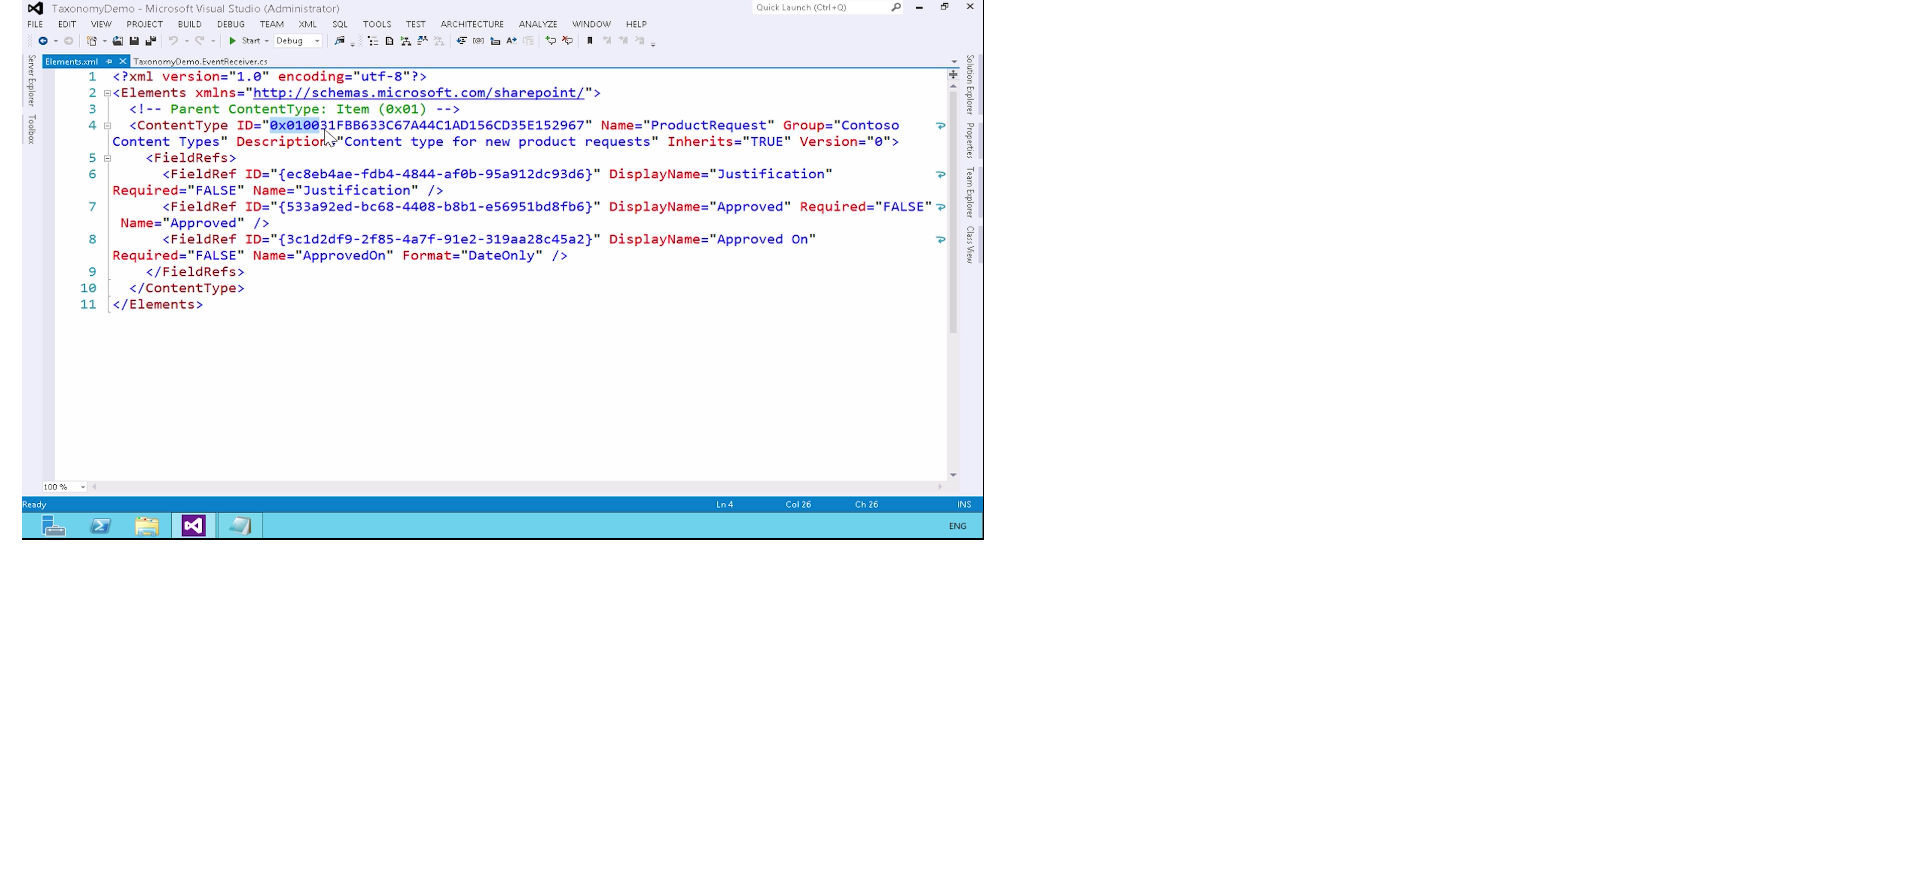 TaxonomyDemo - Microsoft Visual Studio (Administrator)
Quick Launch (Ctrl+Q)
FILE EDIT VIEW PROJECT BUILD DEBUG TEAM XML SQL TOOLS TEST ARCHITECTURE ANALYZE WINDOW HELP
Start Debug
Elements.xml TaxonomyDemo.EventReceiver.cs
Server Explorer
Toolbox
1 <?xml version="1.0" encoding="utf-8"?>
2 <Elements xmlns="http://schemas.microsoft.com/sharepoint/">
3 <!-- Parent ContentType: Item (0x01) -->
4 <ContentType ID="0x010031FBB633C67A44C1AD156CD35E152967" Name="ProductRequest" Group="Contoso
Content Types" Description="Content type for new product requests" Inherits="TRUE" Version="0">
5 <FieldRefs>
6 <FieldRef ID="{ec8eb4ae-fdb4-4844-af0b-95a912dc93d6}" DisplayName="Justification"
Required="FALSE" Name="Justification" />
7 <FieldRef ID="{533a92ed-bc68-4408-b8b1-e56951bd8fb6}" DisplayName="Approved" Required="FALSE"
Name="Approved" />
8 <FieldRef ID="{3c1d2df9-2f85-4a7f-91e2-319aa28c45a2}" DisplayName="Approved On"
Required="FALSE" Name="ApprovedOn" Format="DateOnly" />
9 </FieldRefs>
10 </ContentType>
11 </Elements>
Solution Explorer
Properties
Team Explorer
Class View
100 %
Ready Ln 4 Col 26 Ch 26 INS
ENG